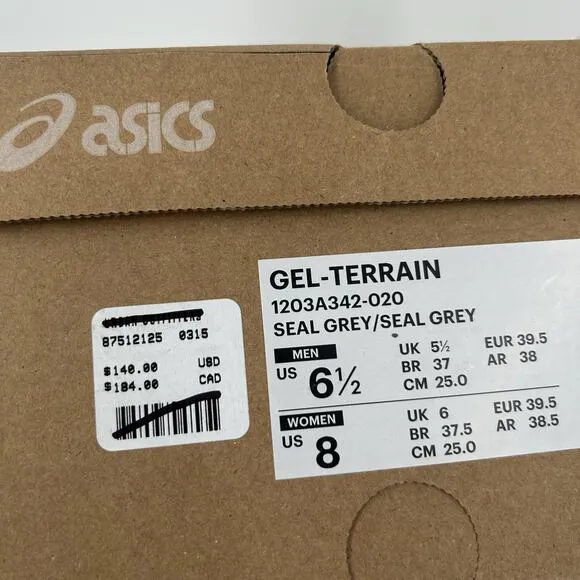 asics
GEL-TERRAIN
1203A342-020
SEAL GREY/SEAL GREY
MEN
US 6½
UK 5½ EUR 39.5
BR 37 AR 38
CM 25.0
WOMEN
US 8
UK 6 EUR 39.5
BR 37.5 AR 38.5
CM 25.0
URBAN OUTFITTERS
87512125 0315
$140.00 USD
$184.00 CAD